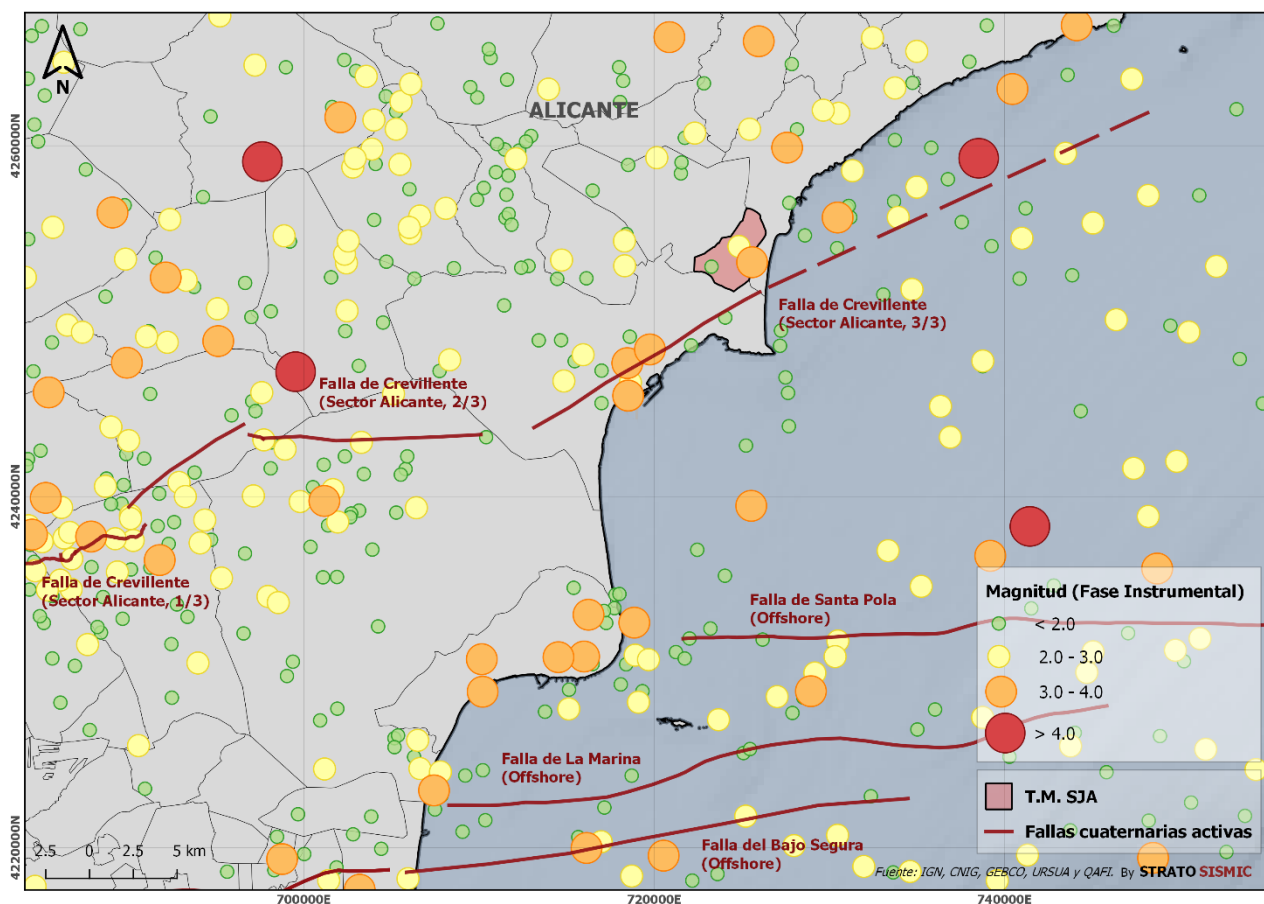 N
ALICANTE
4260000N
4240000N
4220000N
Falla de Crevillente
(Sector Alicante, 3/3)
Falla de Crevillente
(Sector Alicante, 2/3)
Falla de Crevillente
(Sector Alicante, 1/3)
Falla de Santa Pola
(Offshore)
Falla de La Marina
(Offshore)
Falla del Bajo Segura
(Offshore)
Magnitud (Fase Instrumental)
< 2.0
2.0 - 3.0
3.0 - 4.0
> 4.0
T.M. SJA
Fallas cuaternarias activas
2.5 0 2.5 5 km
Fuente: IGN, CNIG, GEBCO, URSUA y QAFI. By STRATO SISMIC
700000E 720000E 740000E